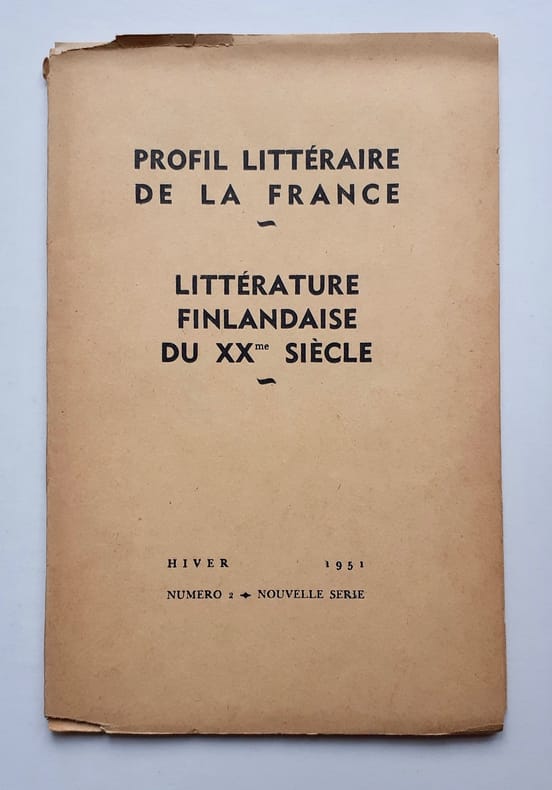 PROFIL LITTÉRAIRE
DE LA FRANCE
LITTÉRATURE
FINLANDAISE
DU XXme SIÈCLE
HIVER 1951
NUMERO 2 ✦ NOUVELLE SERIE